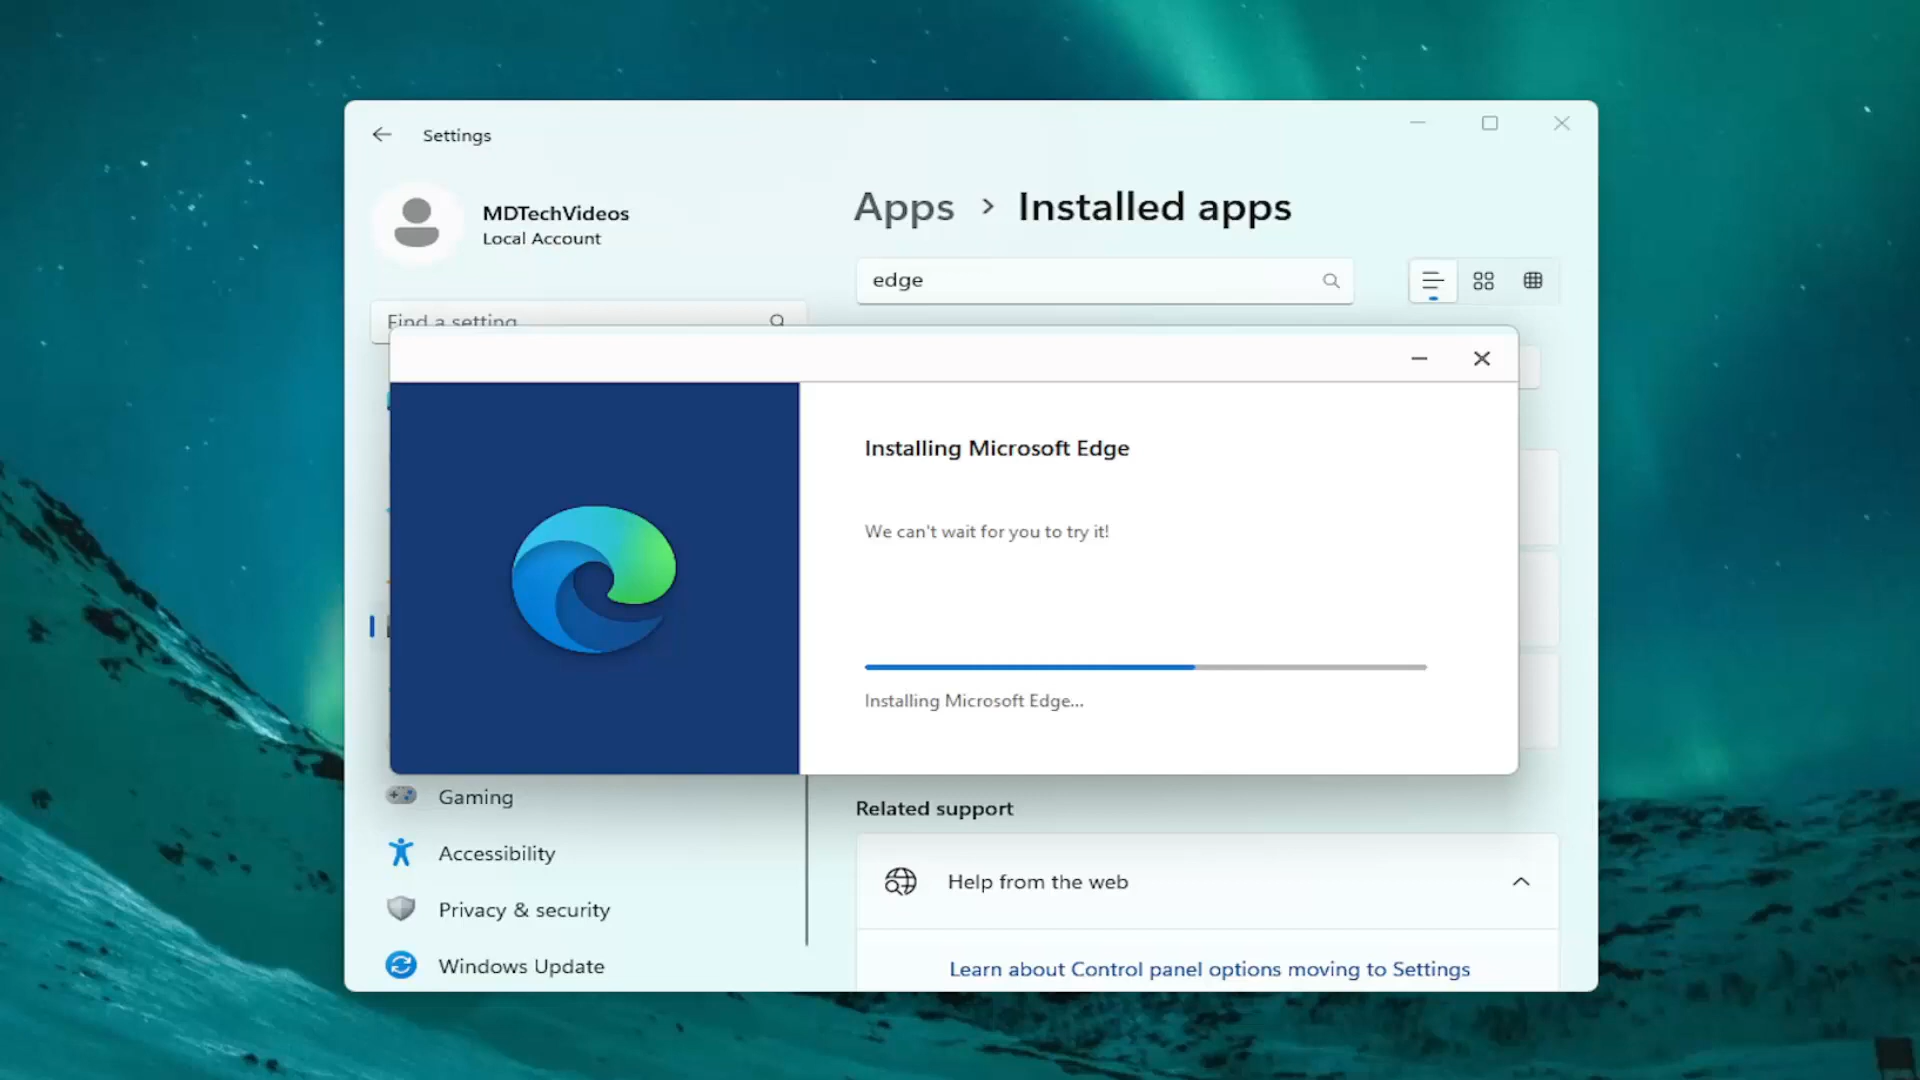 Settings
MDTechVideos
Local Account
Find a setting
Apps > Installed apps
edge
Installing Microsoft Edge
We can't wait for you to try it!
Installing Microsoft Edge...
Gaming
Accessibility
Privacy & security
Windows Update
Related support
Help from the web
Learn about Control panel options moving to Settings